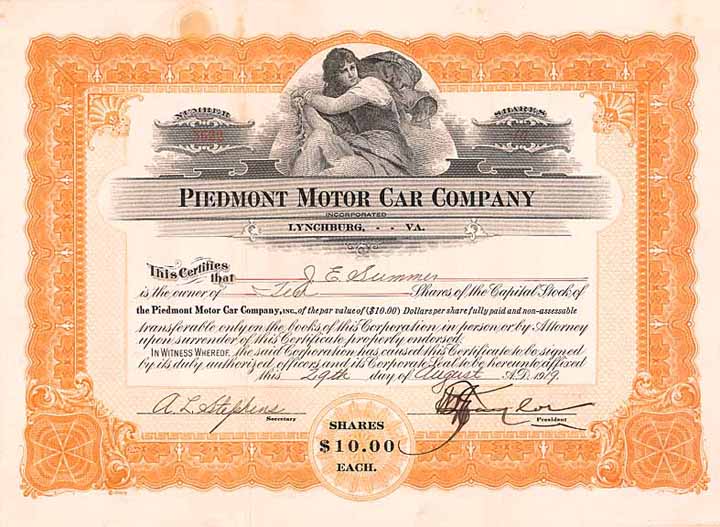 NUMBER SHARES
PIEDMONT MOTOR CAR COMPANY
INCORPORATED
LYNCHBURG, - - VA.
This Certifies
that J. E. Summer
is the owner of Ten Shares of the Capital Stock of
the Piedmont Motor Car Company, INC., of the par value of ($10.00) Dollars per share fully paid and non-assessable
transferable only on the books of this Corporation in person or by Attorney
upon surrender of this Certificate properly endorsed.
IN WITNESS WHEREOF, the said Corporation has caused this Certificate to be signed
by its duly authorized officers and its Corporate Seal to be hereunto affixed
this 29th day of August A.D. 1919.
A. L. Stephens
Secretary President
SHARES
$10.00
EACH.